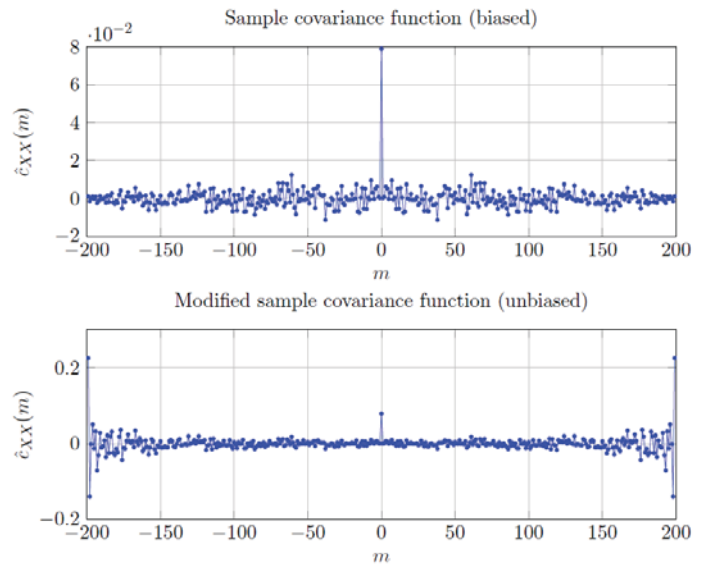 Sample covariance function (biased)
·10⁻²
8
6
4
2
0
−2
ĉ_XX(m)
−200 −150 −100 −50 0 50 100 150 200
m
Modified sample covariance function (unbiased)
0.2
0
−0.2
ĉ_XX(m)
−200 −150 −100 −50 0 50 100 150 200
m